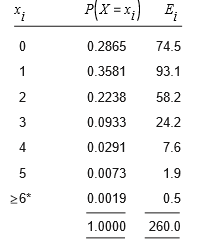 xᵢ P(X = xᵢ) Eᵢ
0 0.2865 74.5
1 0.3581 93.1
2 0.2238 58.2
3 0.0933 24.2
4 0.0291 7.6
5 0.0073 1.9
≥6* 0.0019 0.5
1.0000 260.0